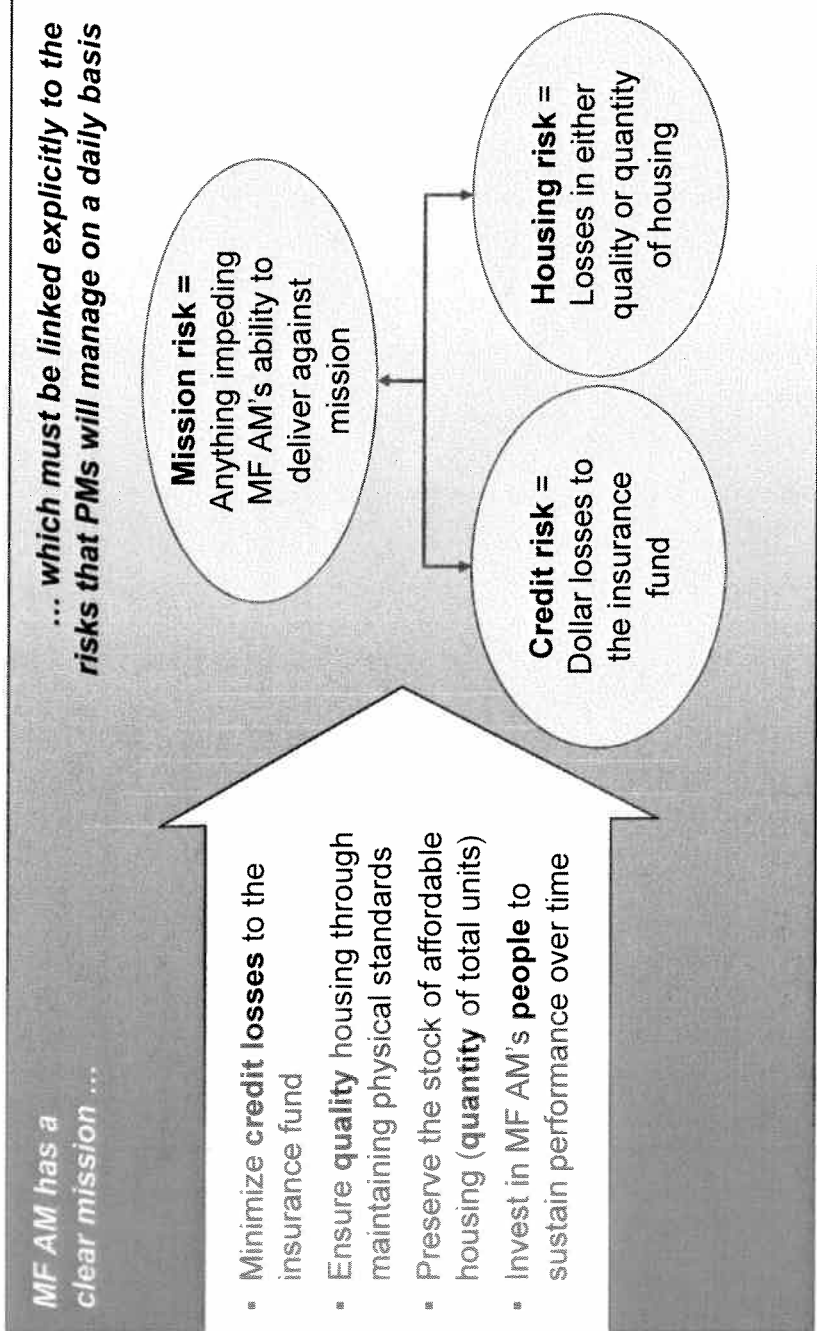 MF AM has a
clear mission ...
▪ Minimize credit losses to the
insurance fund
▪ Ensure quality housing through
maintaining physical standards
▪ Preserve the stock of affordable
housing (quantity of total units)
▪ Invest in MF AM's people to
sustain performance over time
... which must be linked explicitly to the
risks that PMs will manage on a daily basis
Mission risk =
Anything impeding
MF AM's ability to
deliver against
mission
Credit risk =
Dollar losses to
the insurance
fund
Housing risk =
Losses in either
quality or quantity
of housing